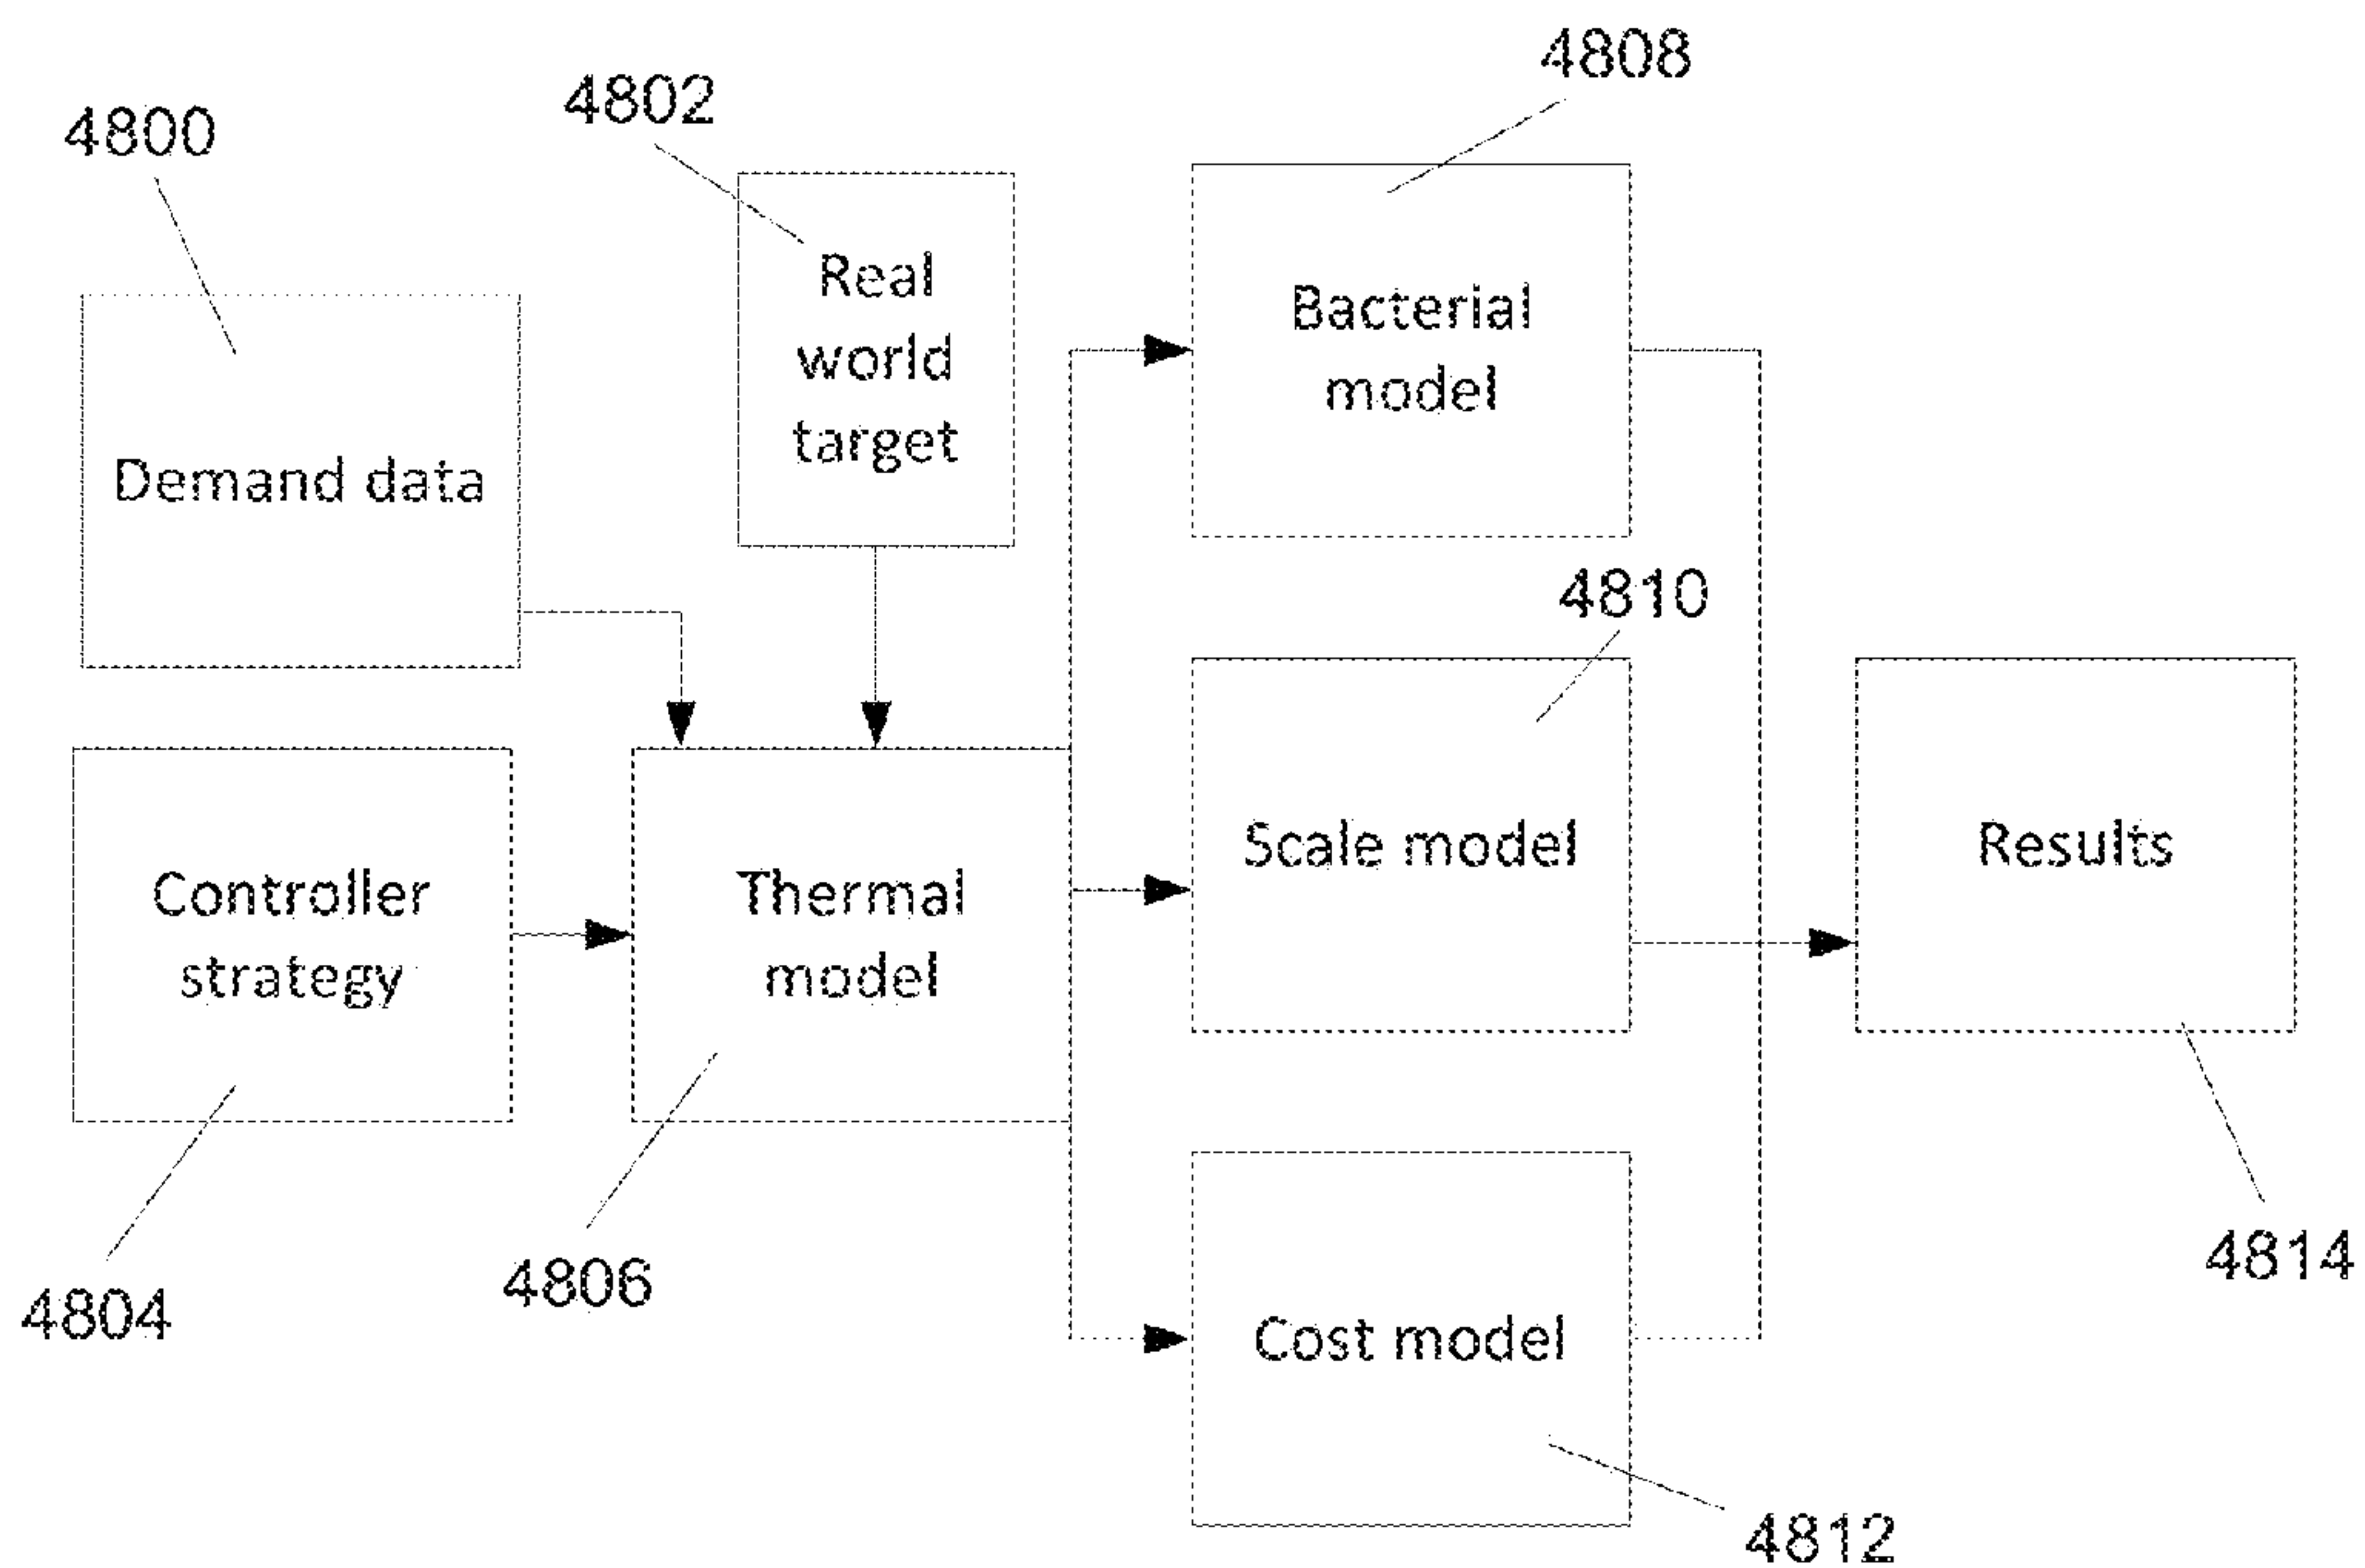 4808
4802
4800
Real
world
target
Bacterial
model
Demand data
4810
Controller
strategy
Thermal
model
Scale model
Results
4804
4806
Cost model
4814
4812